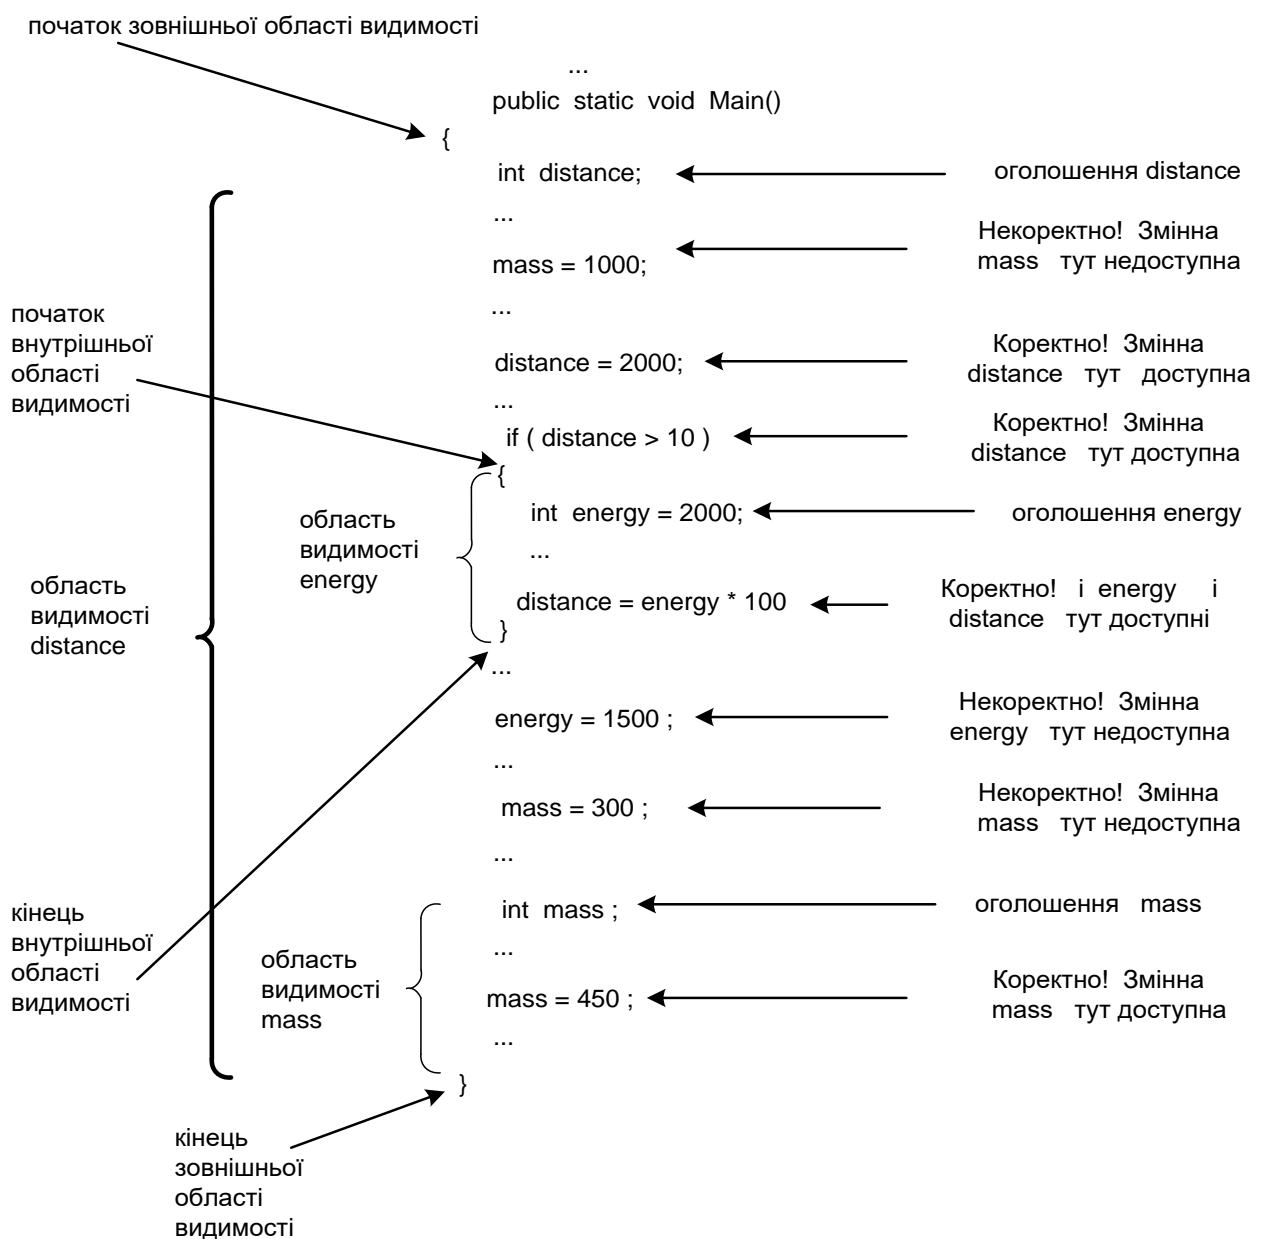 початок зовнішньої області видимості
...
public static void Main()
{
int distance;
оголошення distance
...
mass = 1000;
Некоректно! Змінна
mass тут недоступна
...
distance = 2000;
Коректно! Змінна
distance тут доступна
...
if ( distance > 10 )
Коректно! Змінна
distance тут доступна
початок
внутрішньої
області
видимості
{
int energy = 2000;
оголошення energy
...
область
видимості
energy
distance = energy * 100
Коректно! і energy і
distance тут доступні
}
область
видимості
distance
...
energy = 1500 ;
Некоректно! Змінна
energy тут недоступна
...
mass = 300 ;
Некоректно! Змінна
mass тут недоступна
...
int mass ;
оголошення mass
...
кінець
внутрішньої
області
видимості
область
видимості
mass
mass = 450 ;
Коректно! Змінна
mass тут доступна
...
}
кінець
зовнішньої
області
видимості